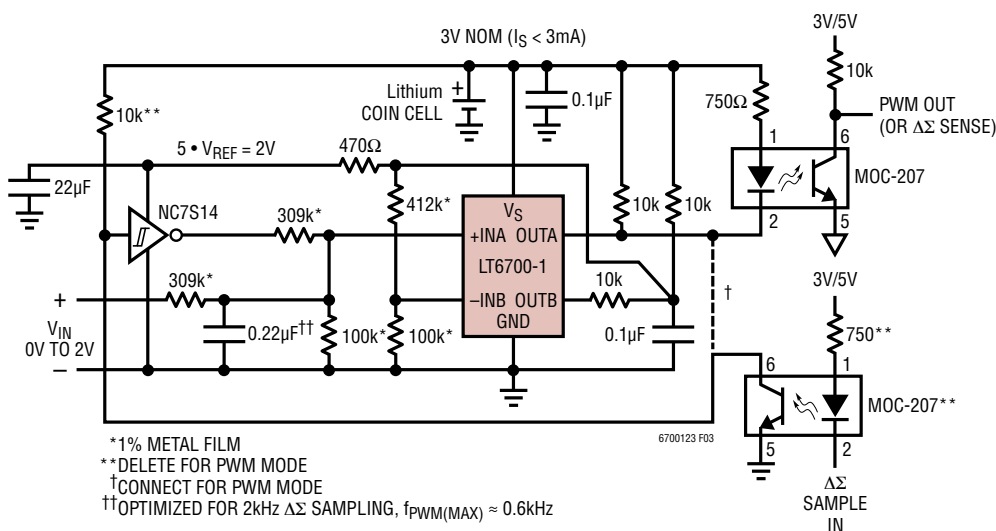 3V NOM (IS < 3mA)
3V/5V
10k
PWM OUT
(OR ΔΣ SENSE)
10k**
Lithium
COIN CELL
+
0.1µF
750Ω
1
6
MOC-207
2
5
5 • VREF = 2V
470Ω
22µF
NC7S14
309k*
412k*
VS
+INA OUTA
LT6700-1
–INB OUTB
GND
10k
10k
10k
0.1µF
†
+
VIN
0V TO 2V
–
309k*
0.22µF††
100k*
100k*
3V/5V
750**
6
1
MOC-207**
5
2
ΔΣ
SAMPLE
IN
6700123 F03
*1% METAL FILM
**DELETE FOR PWM MODE
†CONNECT FOR PWM MODE
††OPTIMIZED FOR 2kHz ΔΣ SAMPLING, fPWM(MAX) ≈ 0.6kHz